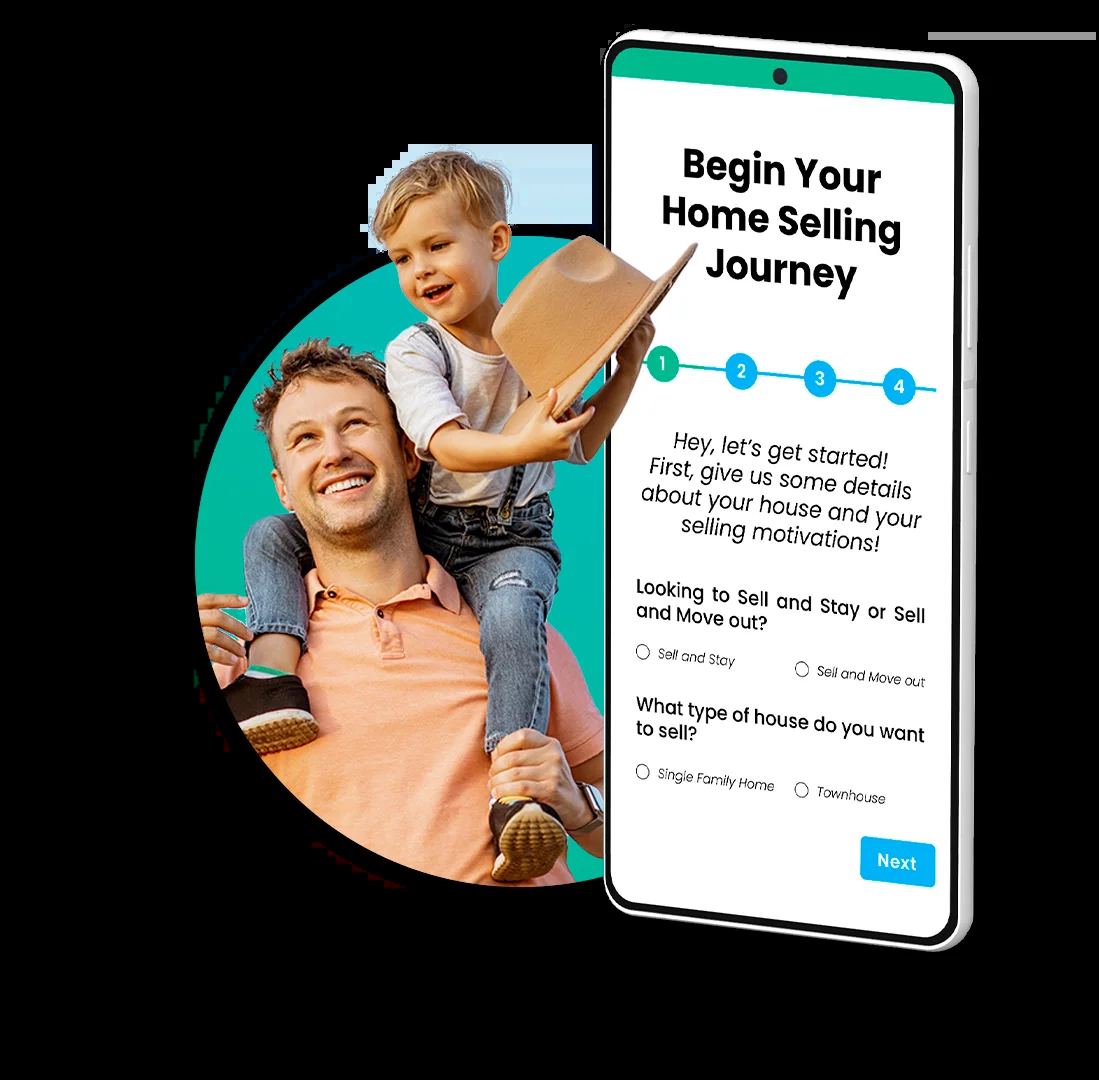 Begin Your
Home Selling
Journey
1 2 3 4
Hey, let's get started!
First, give us some details
about your house and your
selling motivations!
Looking to Sell and Stay or Sell
and Move out?
Sell and Stay Sell and Move out
What type of house do you want
to sell?
Single Family Home Townhouse
Next